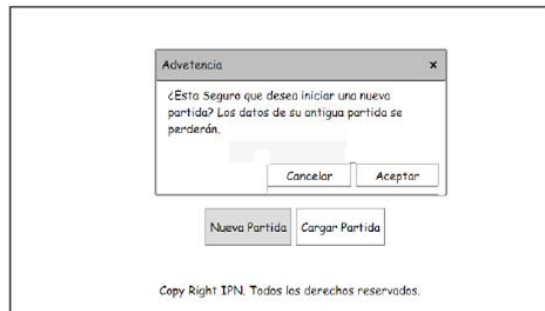 Advetencia x
¿Esta Seguro que desea iniciar una nueva
partida? Los datos de su antigua partida se
perderán.
Cancelar Aceptar
Nueva Partida Cargar Partida
Copy Right IPN. Todos los derechos reservados.